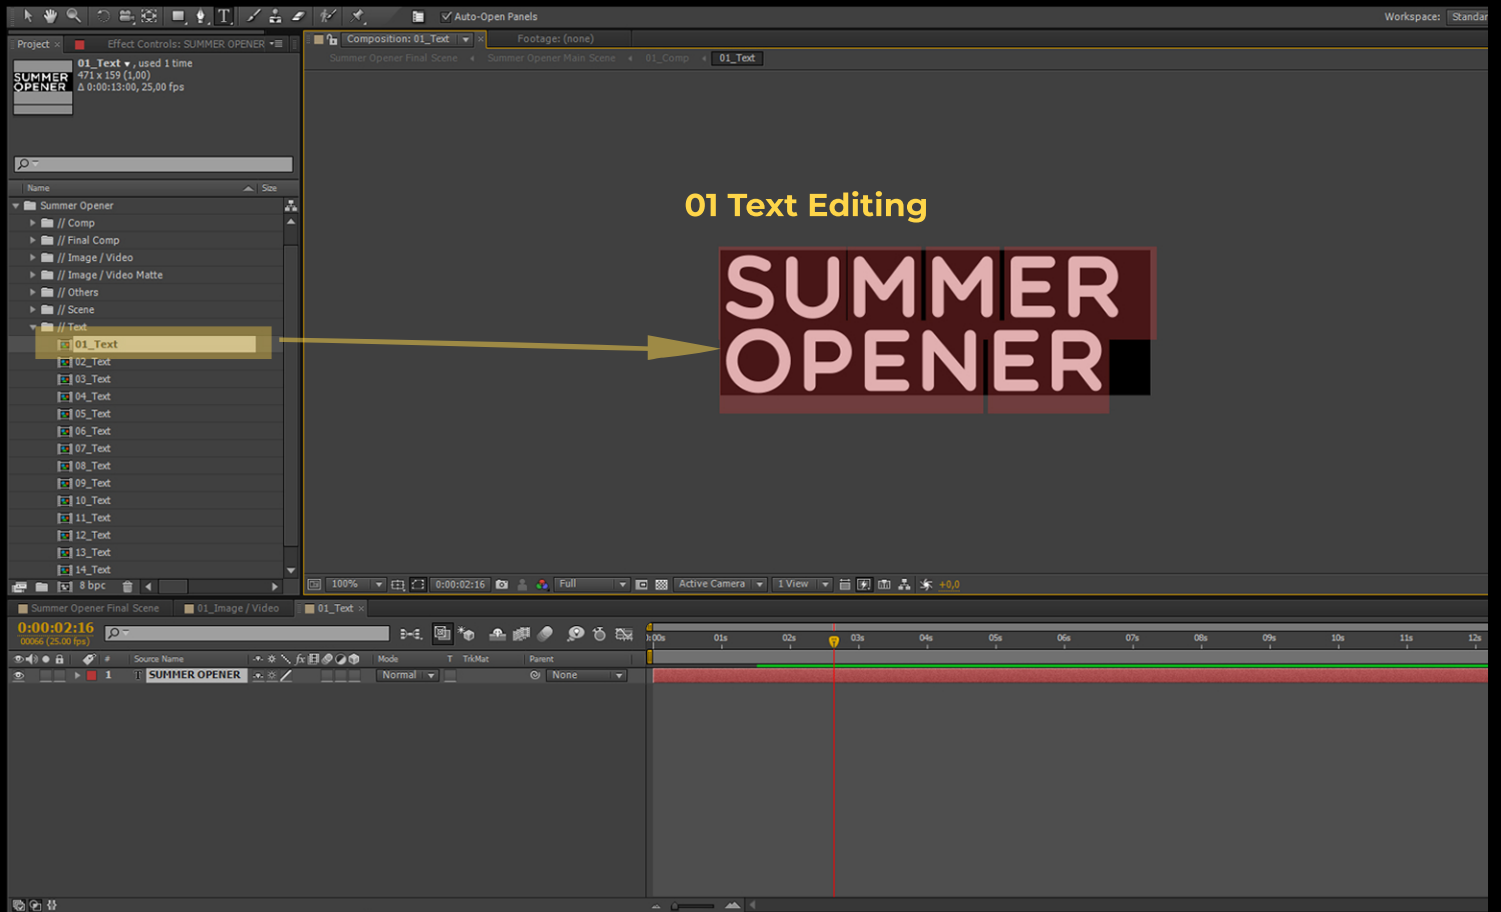 T
Auto-Open Panels
Workspace:
Standar
Project ×
Effect Controls: SUMMER OPENER
Composition: 01_Text
Footage: (none)
Summer Opener Final Scene
Summer Opener Main Scene
01_Comp
01_Text
SUMMER
OPENER
01_Text , used 1 time
471 x 159 (1,00)
Δ 0:00:13:00, 25,00 fps
Name
Size
Summer Opener
// Comp
// Final Comp
// Image / Video
// Image / Video Matte
// Others
// Scene
// Text
01_Text
02_Text
03_Text
04_Text
05_Text
06_Text
07_Text
08_Text
09_Text
10_Text
11_Text
12_Text
13_Text
14_Text
8 bpc
01 Text Editing
SUMMER
OPENER
100%
0:00:02:16
Full
Active Camera
1 View
+0,0
Summer Opener Final Scene
01_Image / Video
01_Text ×
0:00:02:16
00066 (25.00 fps)
#
Source Name
fx
Mode
T
TrkMat
Parent
1
T
SUMMER OPENER
Normal
None
):00s
01s
02s
03s
04s
05s
06s
07s
08s
09s
10s
11s
12s